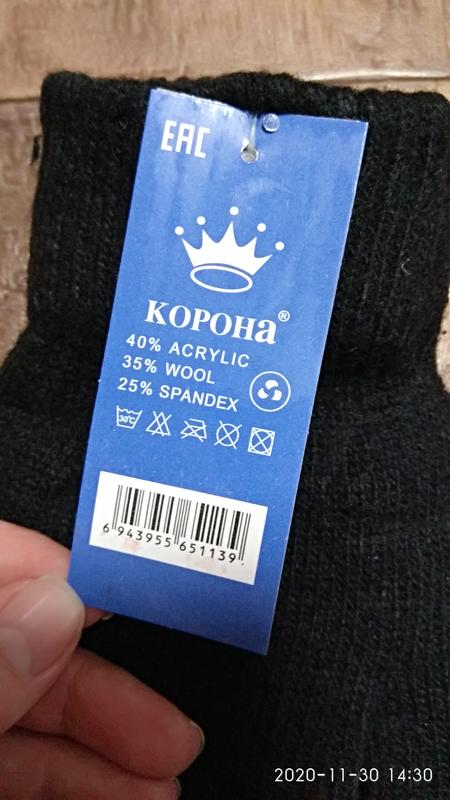 EAC
КОРОНа®
40% ACRYLIC
35% WOOL
25% SPANDEX
30°C
6 943955 651139
2020-11-30 14:30